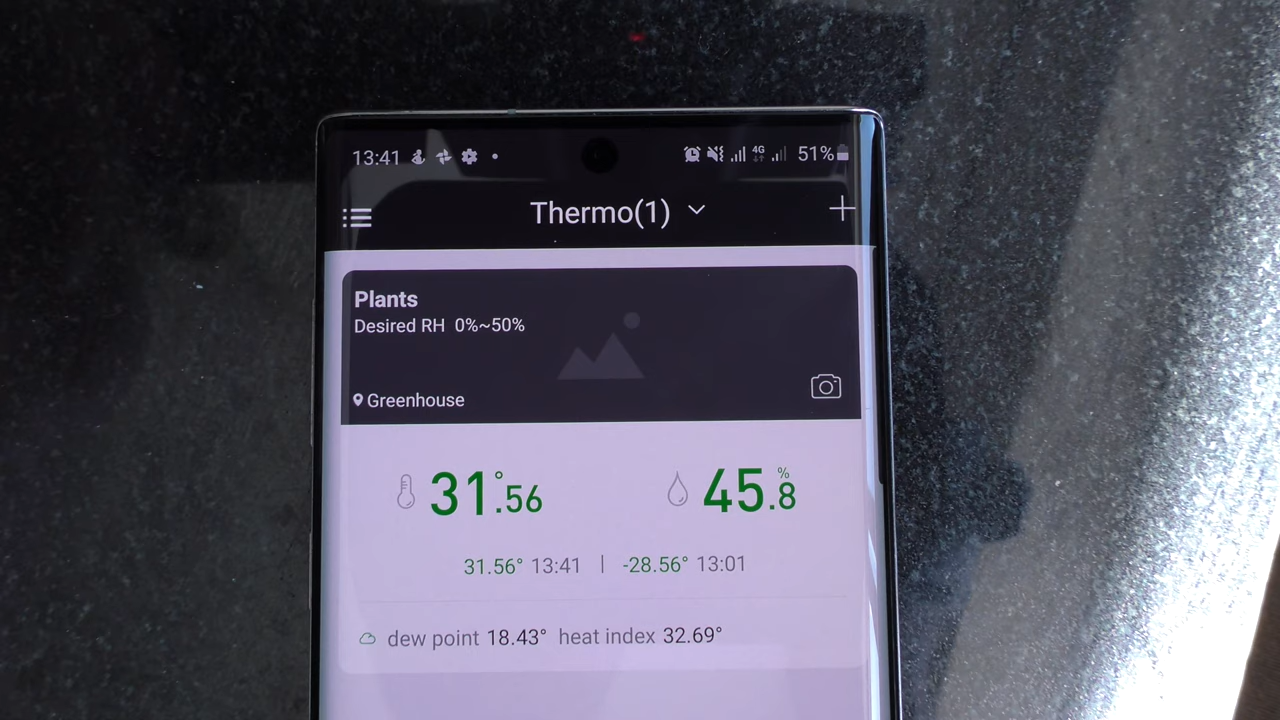 13:41 4G 51%
Thermo(1)
Plants
Desired RH 0%~50%
Greenhouse
31.56° 45.8%
31.56° 13:41 | -28.56° 13:01
dew point 18.43° heat index 32.69°